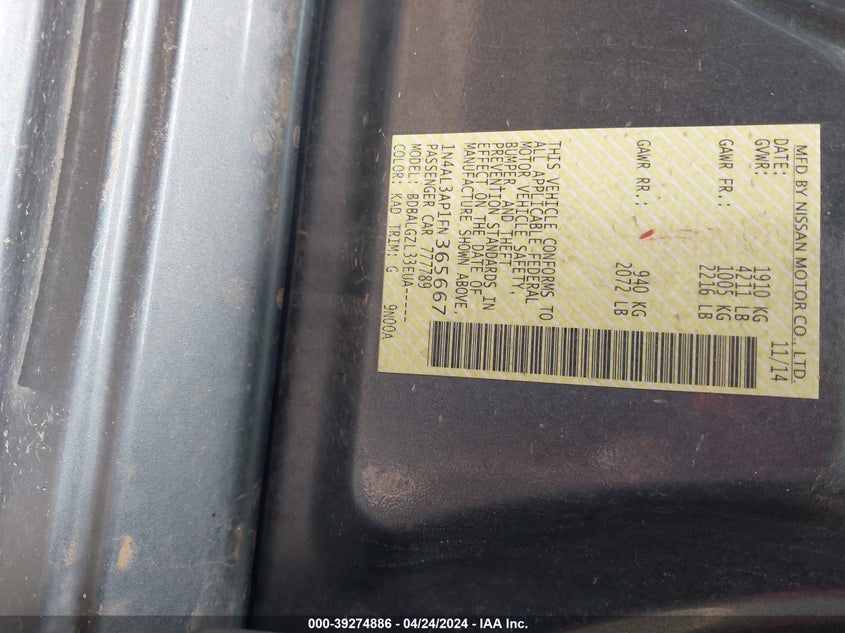 MFD BY NISSAN MOTOR CO., LTD.
DATE: 11/14
GVWR: 1910 KG
4211 LB
GAWR FR.: 1005 KG
2216 LB
GAWR RR.: 940 KG
2072 LB
THIS VEHICLE CONFORMS TO
ALL APPLICABLE FEDERAL
MOTOR VEHICLE SAFETY,
BUMPER, AND THEFT
PREVENTION STANDARDS IN
EFFECT ON THE DATE OF
MANUFACTURE SHOWN ABOVE.
1N4AL3AP1FN365667
PASSENGER CAR 777789
MODEL: BDBALGZL33EUA-----
COLOR: KAD TRIM: G 9N00A
000-39274886 - 04/24/2024 - IAA Inc.